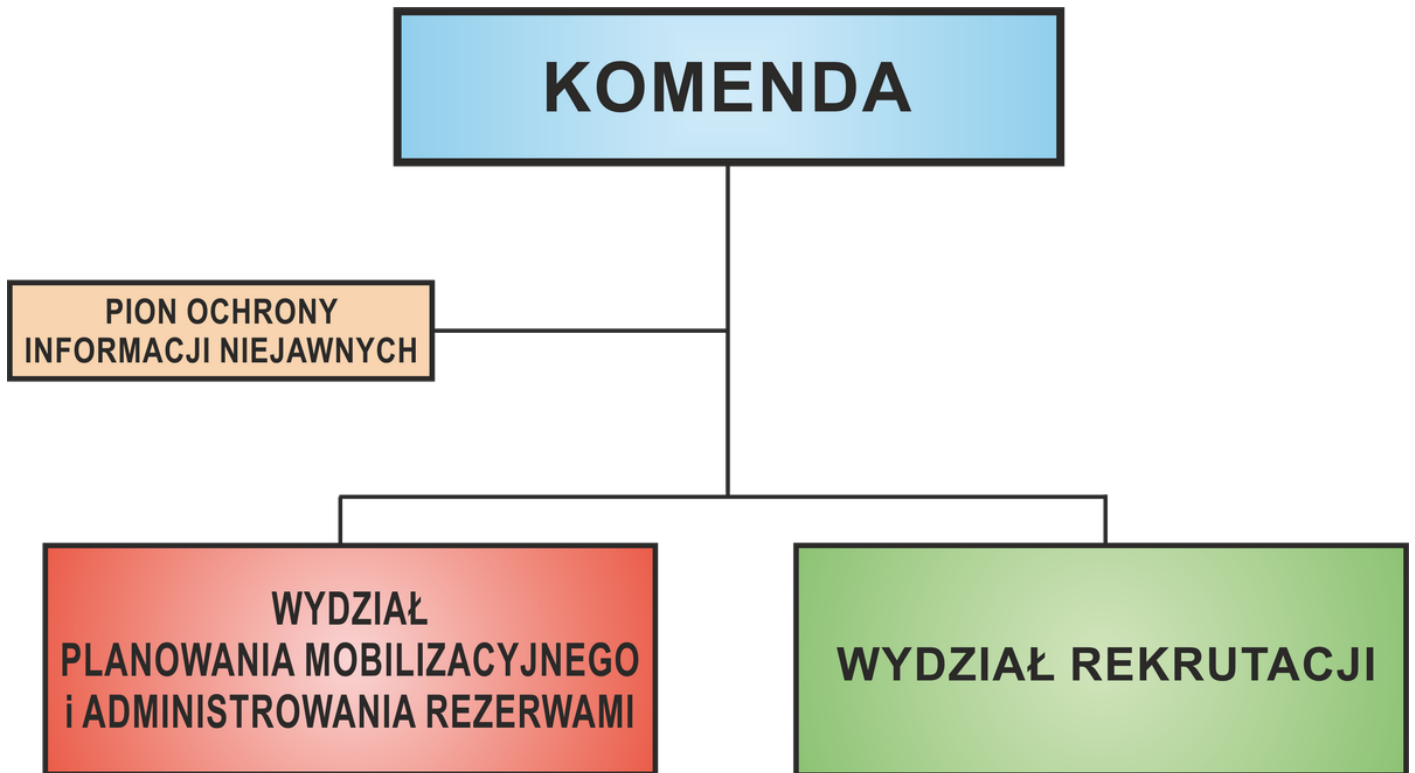 KOMENDA
PION OCHRONY
INFORMACJI NIEJAWNYCH
WYDZIAŁ
PLANOWANIA MOBILIZACYJNEGO
i ADMINISTROWANIA REZERWAMI
WYDZIAŁ REKRUTACJI